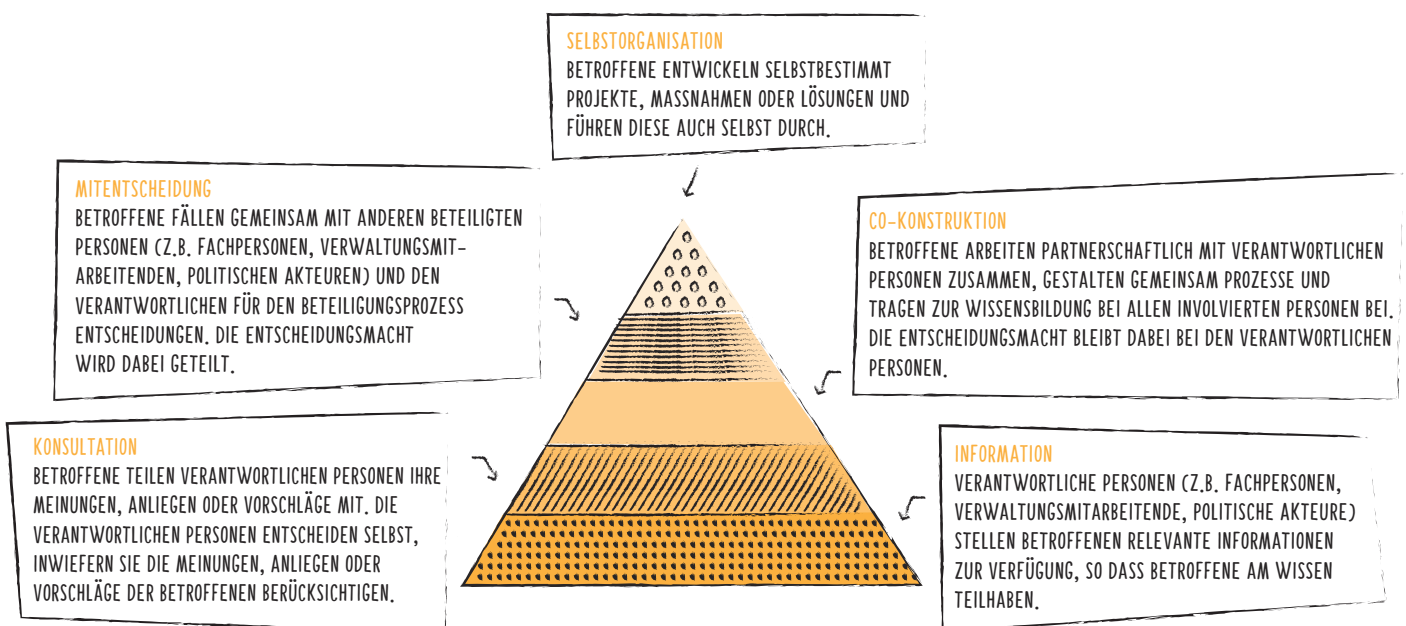 SELBSTORGANISATION
BETROFFENE ENTWICKELN SELBSTBESTIMMT
PROJEKTE, MASSNAHMEN ODER LÖSUNGEN UND
FÜHREN DIESE AUCH SELBST DURCH.
MITENTSCHEIDUNG
BETROFFENE FÄLLEN GEMEINSAM MIT ANDEREN BETEILIGTEN
PERSONEN (Z.B. FACHPERSONEN, VERWALTUNGSMIT-
ARBEITENDEN, POLITISCHEN AKTEUREN) UND DEN
VERANTWORTLICHEN FÜR DEN BETEILIGUNGSPROZESS
ENTSCHEIDUNGEN. DIE ENTSCHEIDUNGSMACHT
WIRD DABEI GETEILT.
CO-KONSTRUKTION
BETROFFENE ARBEITEN PARTNERSCHAFTLICH MIT VERANTWORTLICHEN
PERSONEN ZUSAMMEN, GESTALTEN GEMEINSAM PROZESSE UND
TRAGEN ZUR WISSENSBILDUNG BEI ALLEN INVOLVIERTEN PERSONEN BEI.
DIE ENTSCHEIDUNGSMACHT BLEIBT DABEI BEI DEN VERANTWORTLICHEN
PERSONEN.
KONSULTATION
BETROFFENE TEILEN VERANTWORTLICHEN PERSONEN IHRE
MEINUNGEN, ANLIEGEN ODER VORSCHLÄGE MIT. DIE
VERANTWORTLICHEN PERSONEN ENTSCHEIDEN SELBST,
INWIEFERN SIE DIE MEINUNGEN, ANLIEGEN ODER
VORSCHLÄGE DER BETROFFENEN BERÜCKSICHTIGEN.
INFORMATION
VERANTWORTLICHE PERSONEN (Z.B. FACHPERSONEN,
VERWALTUNGSMITARBEITENDE, POLITISCHE AKTEURE)
STELLEN BETROFFENEN RELEVANTE INFORMATIONEN
ZUR VERFÜGUNG, SO DASS BETROFFENE AM WISSEN
TEILHABEN.